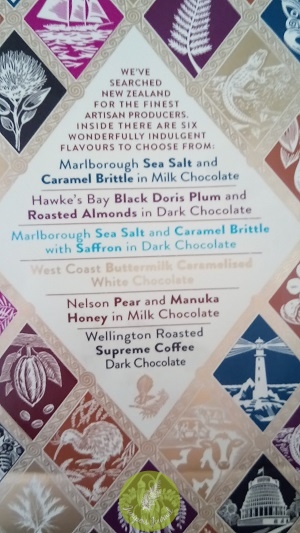 WE'VE
SEARCHED
NEW ZEALAND
FOR THE FINEST
ARTISAN PRODUCERS.
INSIDE THERE ARE SIX
WONDERFULLY INDULGENT
FLAVOURS TO CHOOSE FROM:
Marlborough Sea Salt and
Caramel Brittle in Milk Chocolate
Hawke's Bay Black Doris Plum and
Roasted Almonds in Dark Chocolate
Marlborough Sea Salt and Caramel Brittle
with Saffron in Dark Chocolate
West Coast Buttermilk Caramelised
White Chocolate
Nelson Pear and Manuka
Honey in Milk Chocolate
Wellington Roasted
Supreme Coffee
Dark Chocolate